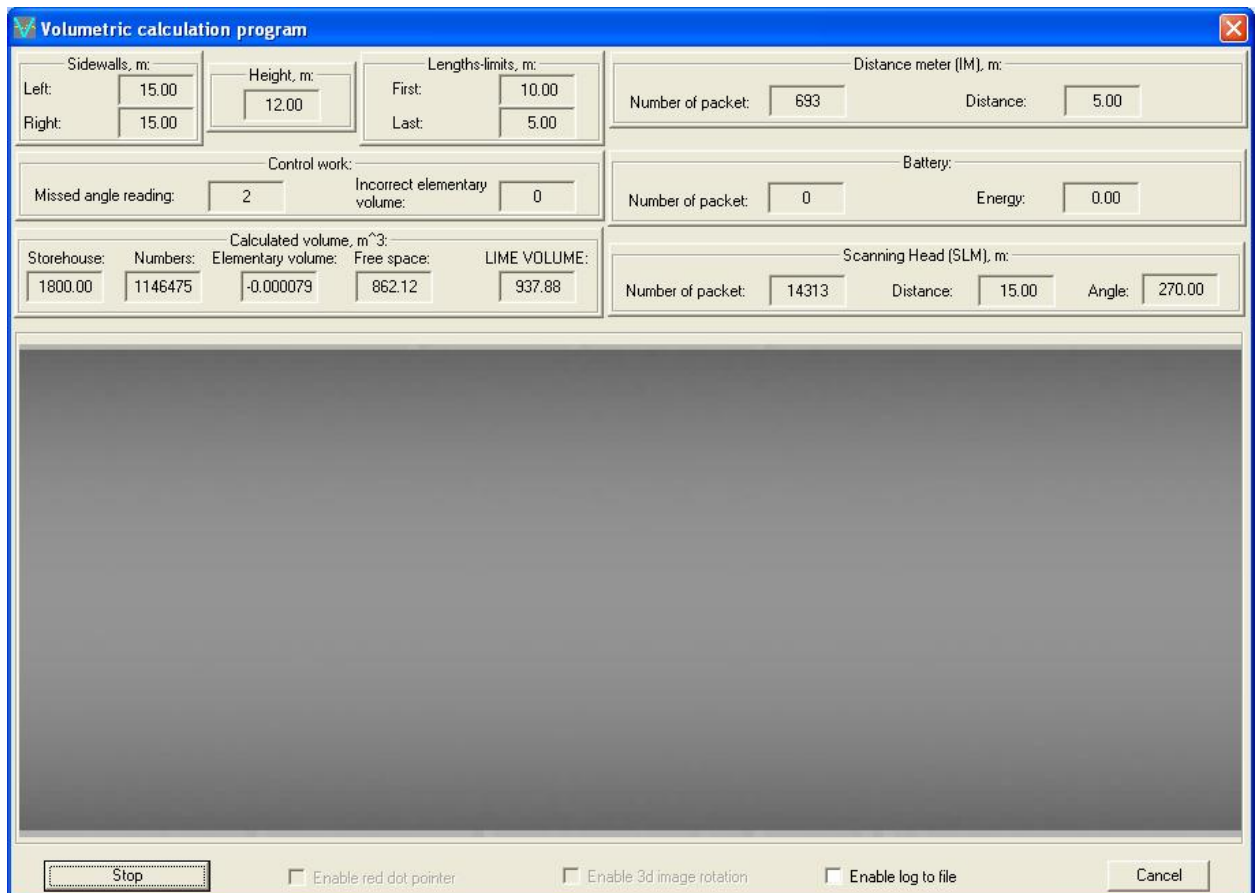 Volumetric calculation program
Sidewalls, m:
Left: 15.00
Right: 15.00
Height, m:
12.00
Lengths-limits, m:
First: 10.00
Last: 5.00
Distance meter (IM), m:
Number of packet: 693 Distance: 5.00
Control work:
Missed angle reading: 2 Incorrect elementary
volume: 0
Battery:
Number of packet: 0 Energy: 0.00
Calculated volume, m^3:
Storehouse: Numbers: Elementary volume: Free space: LIME VOLUME:
1800.00 1146475 -0.000079 862.12 937.88
Scanning Head (SLM), m:
Number of packet: 14313 Distance: 15.00 Angle: 270.00
Stop Enable red dot pointer Enable 3d image rotation Enable log to file Cancel